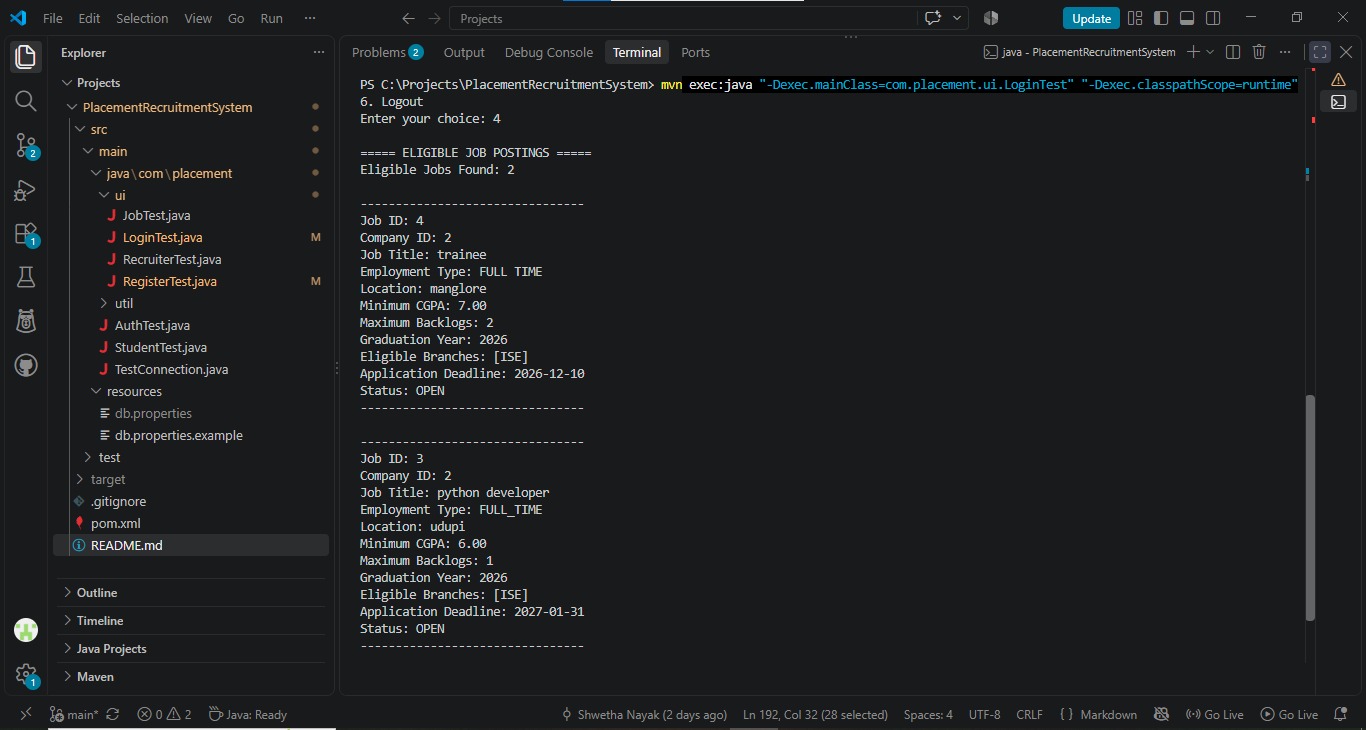 File Edit Selection View Go Run ··· Projects Update
Explorer ···
Projects
PlacementRecruitmentSystem
src
main
java\com\placement
ui
JobTest.java
LoginTest.java M
RecruiterTest.java
RegisterTest.java M
util
AuthTest.java
StudentTest.java
TestConnection.java
resources
db.properties
db.properties.example
test
target
.gitignore
pom.xml
README.md
Outline
Timeline
Java Projects
Maven
2
1
1
Problems 2 Output Debug Console Terminal Ports java - PlacementRecruitmentSystem
PS C:\Projects\PlacementRecruitmentSystem> mvn exec:java "-Dexec.mainClass=com.placement.ui.LoginTest" "-Dexec.classpathScope=runtime"
6. Logout
Enter your choice: 4
===== ELIGIBLE JOB POSTINGS =====
Eligible Jobs Found: 2
--------------------------------
Job ID: 4
Company ID: 2
Job Title: trainee
Employment Type: FULL TIME
Location: manglore
Minimum CGPA: 7.00
Maximum Backlogs: 2
Graduation Year: 2026
Eligible Branches: [ISE]
Application Deadline: 2026-12-10
Status: OPEN
--------------------------------
--------------------------------
Job ID: 3
Company ID: 2
Job Title: python developer
Employment Type: FULL_TIME
Location: udupi
Minimum CGPA: 6.00
Maximum Backlogs: 1
Graduation Year: 2026
Eligible Branches: [ISE]
Application Deadline: 2027-01-31
Status: OPEN
--------------------------------
main* 0 2 Java: Ready Shwetha Nayak (2 days ago) Ln 192, Col 32 (28 selected) Spaces: 4 UTF-8 CRLF {} Markdown Go Live Go Live